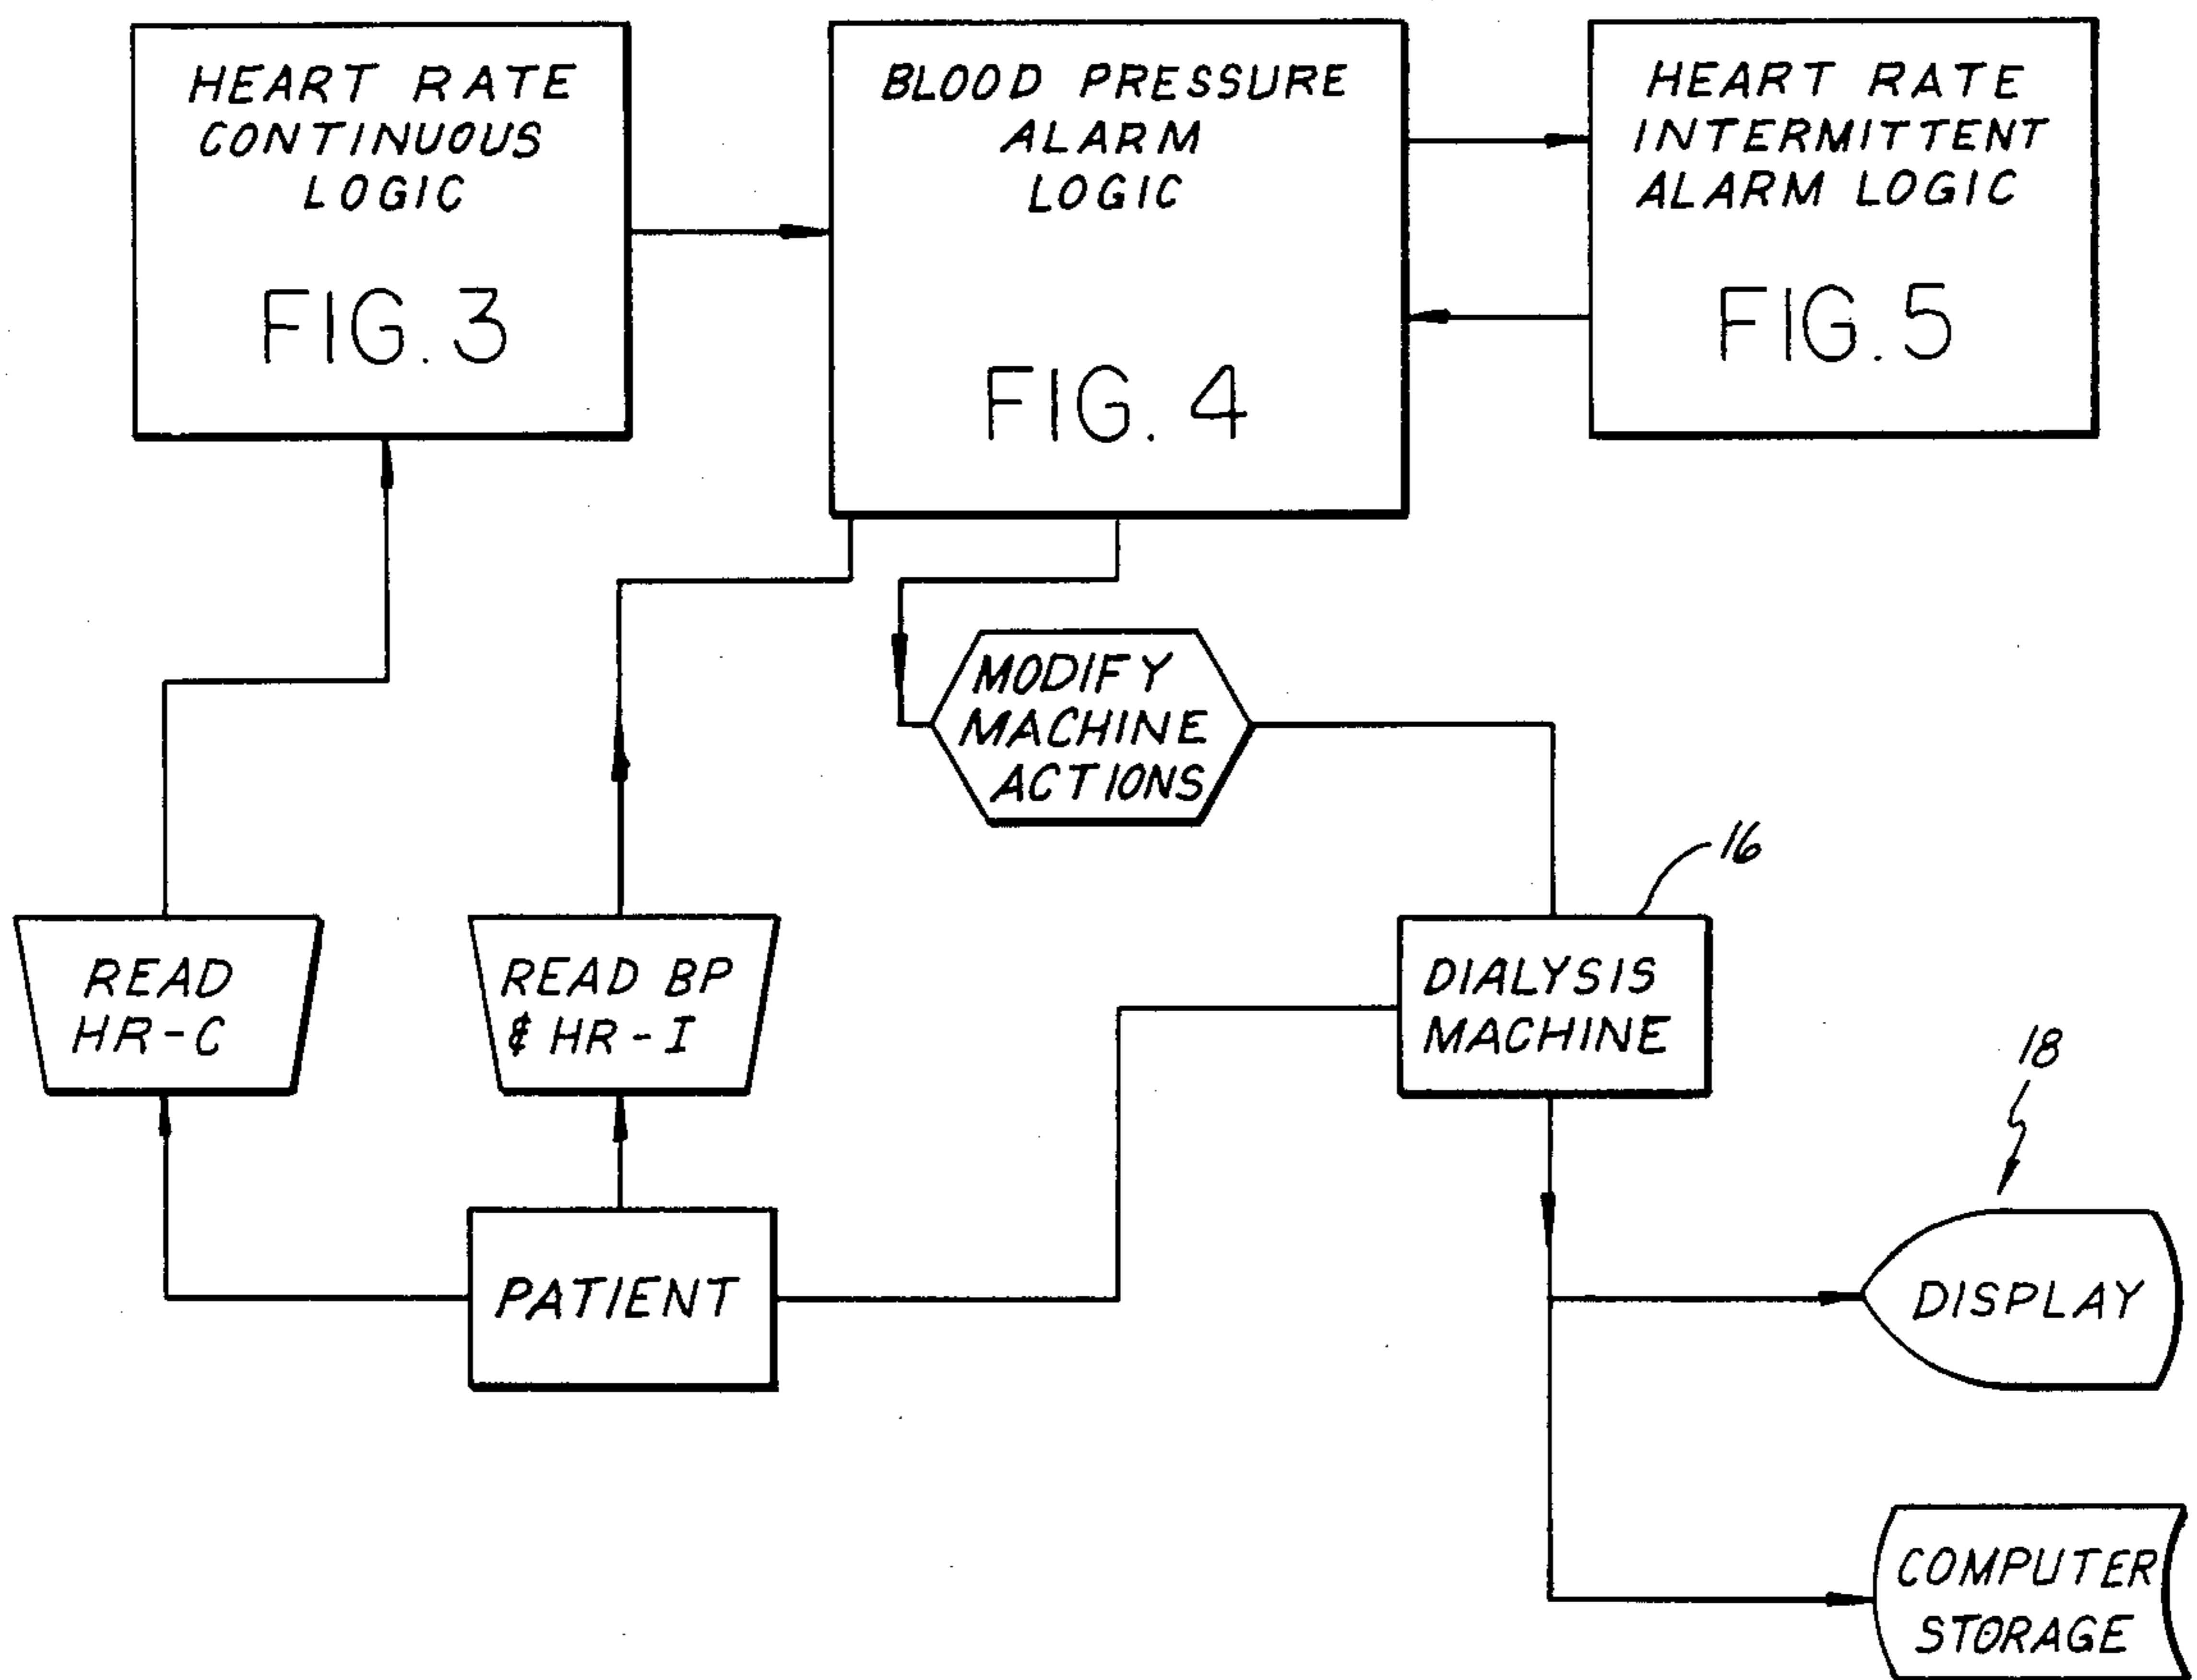 HEART RATE
CONTINUOUS
LOGIC
FIG. 3
BLOOD PRESSURE
ALARM
LOGIC
FIG. 4
HEART RATE
INTERMITTENT
ALARM LOGIC
FIG. 5
MODIFY
MACHINE
ACTIONS
16
READ
HR-C
READ BP
& HR-I
DIALYSIS
MACHINE
18
PATIENT
DISPLAY
COMPUTER
STORAGE